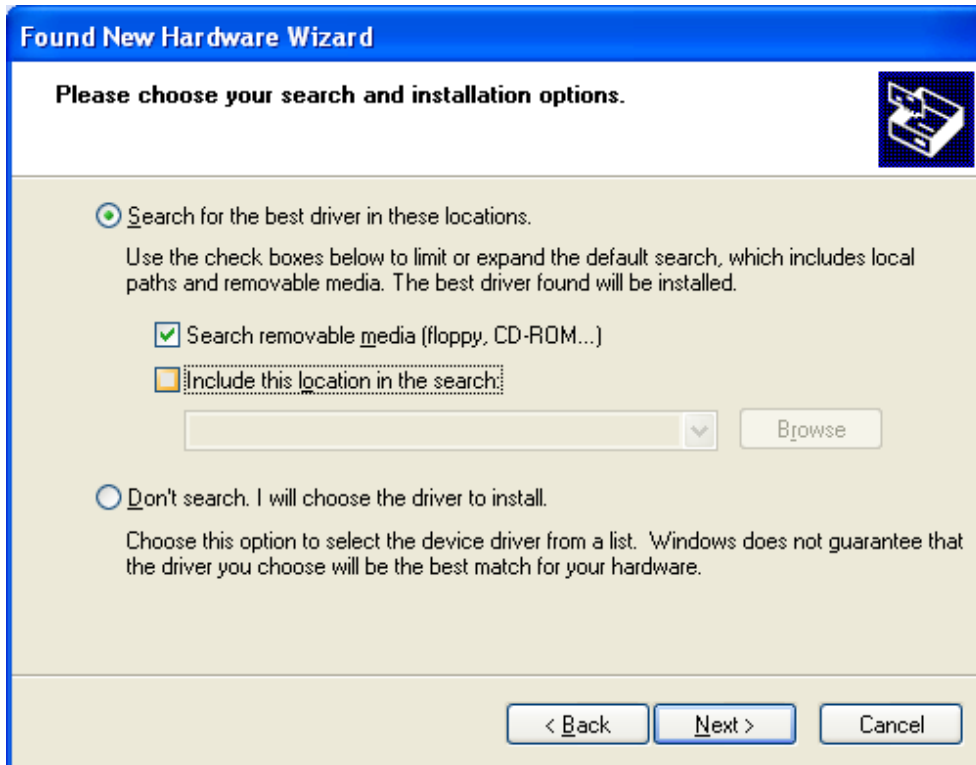 Found New Hardware Wizard
Please choose your search and installation options.
Search for the best driver in these locations.
Use the check boxes below to limit or expand the default search, which includes local
paths and removable media. The best driver found will be installed.
Search removable media (floppy, CD-ROM...)
Include this location in the search:
Browse
Don't search. I will choose the driver to install.
Choose this option to select the device driver from a list.  Windows does not guarantee that
the driver you choose will be the best match for your hardware.
< Back Next > Cancel